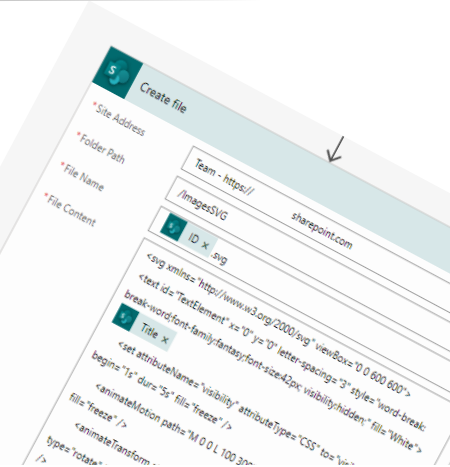 Create file
*Site Address
Team - https:// sharepoint.com
*Folder Path
/ImagesSVG
*File Name
ID × .svg
*File Content
<svg xmlns="http://www.w3.org/2000/svg" viewBox="0 0 600 600">
<text id="TextElement" x="0" y="0" letter-spacing="3" style="word-break:
break-word;font-family:fantasy;font-size:42px; visibility:hidden;" fill="White">
Title ×
<set attributeName="visibility" attributeType="CSS" to="visi
begin="1s" dur="5s" fill="freeze" />
<animateMotion path="M 0 0 L 100 300
fill="freeze" />
<animateTransform
type="rotate"
/>